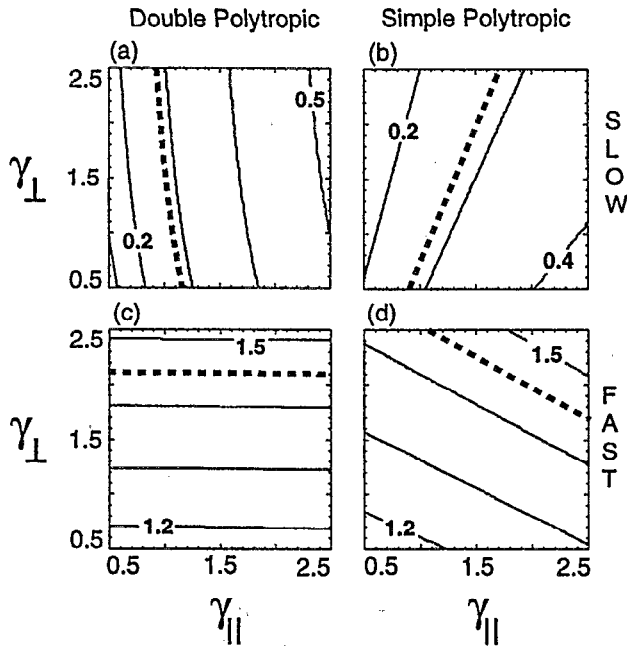 Double Polytropic Simple Polytropic
(a) (b)
2.5 0.5 0.2
γ⊥ 1.5
0.2 0.4
0.5
SLOW
(c) (d)
2.5 1.5 1.5
γ⊥ 1.5
1.2 1.2
0.5
FAST
0.5 1.5 2.5 0.5 1.5 2.5
γ|| γ||